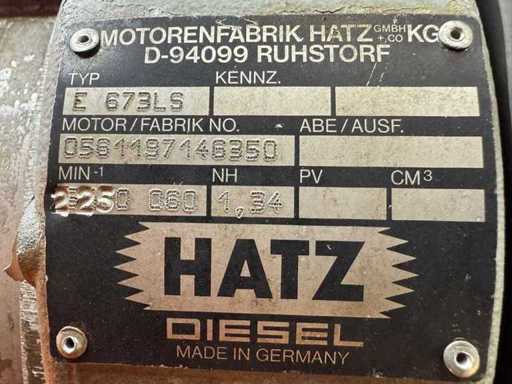 MOTORENFABRIK HATZ GMBH + CO KG
D-94099 RUHSTORF
TYP KENNZ.
E 673LS
MOTOR/FABRIK NO. ABE/AUSF.
0561197146350
MIN⁻¹ NH PV CM³
2250 060 1,34
HATZ
DIESEL
MADE IN GERMANY